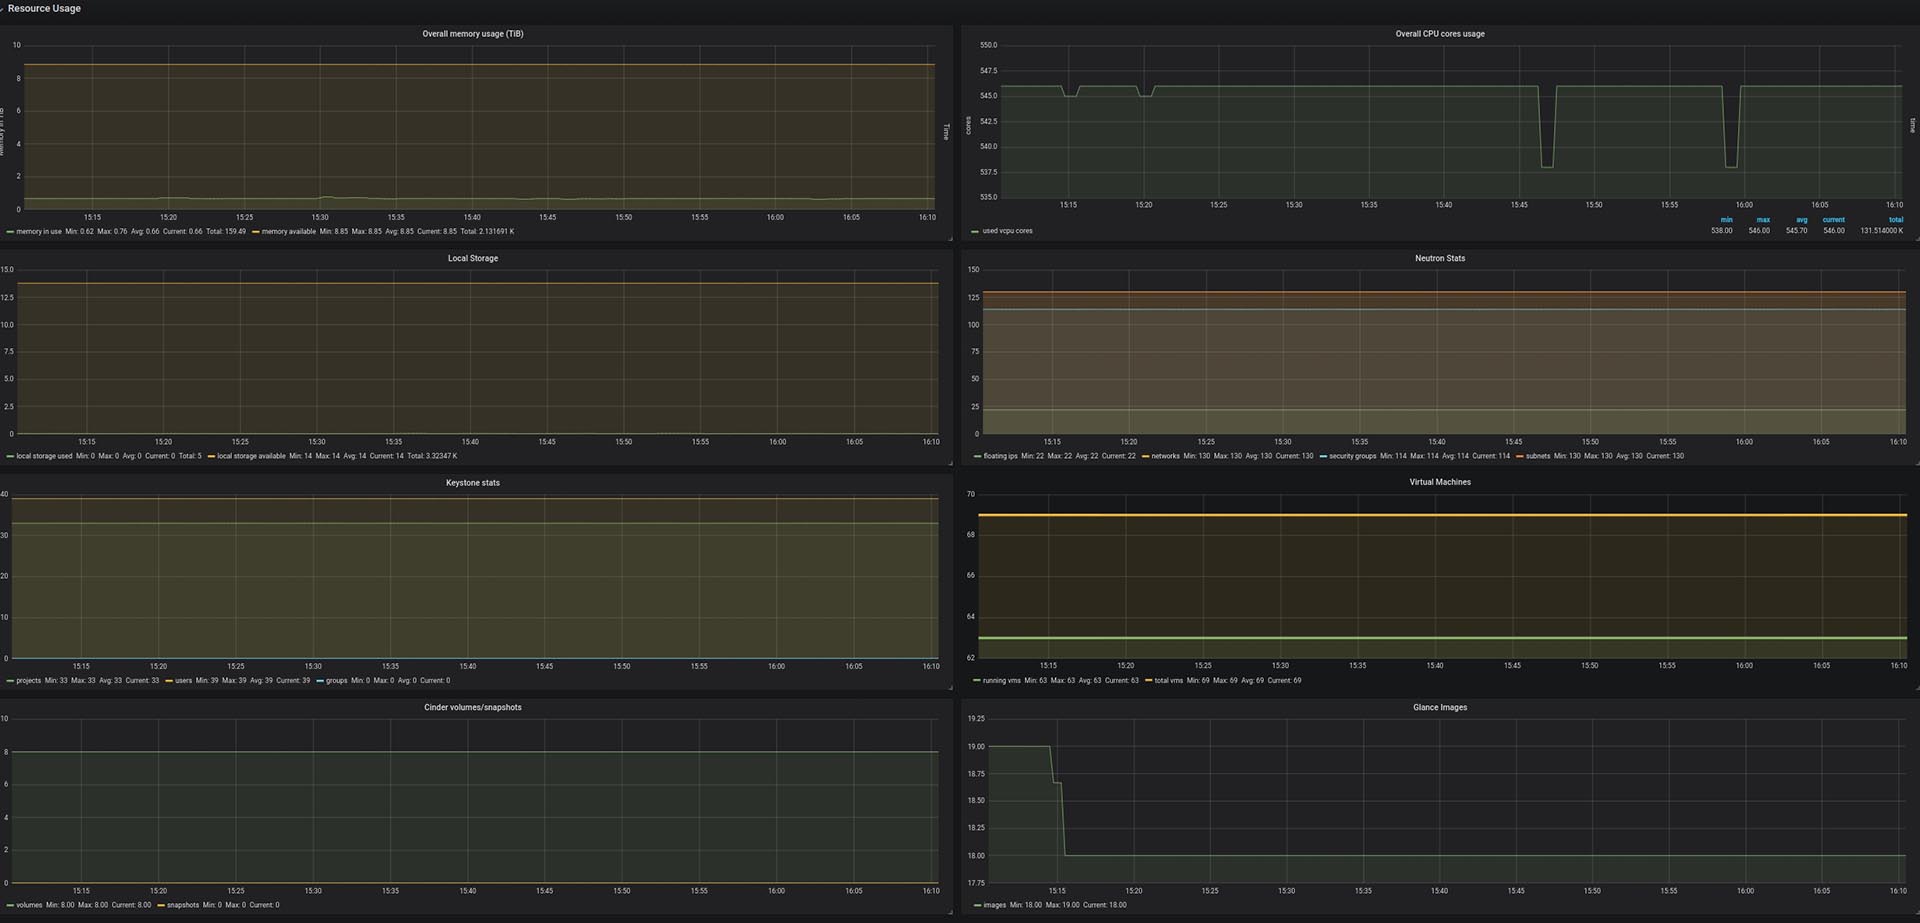 Resource Usage
Overall memory usage (TiB)
10
8
6
4
2
0
Memory in TiB
Time
15:15 15:20 15:25 15:30 15:35 15:40 15:45 15:50 15:55 16:00 16:05 16:10
memory in use Min: 0.62 Max: 0.76 Avg: 0.66 Current: 0.66 Total: 159.49 memory available Min: 8.85 Max: 8.85 Avg: 8.85 Current: 8.85 Total: 2.131691 K
Overall CPU cores usage
550.0
547.5
545.0
542.5
540.0
537.5
535.0
cores
time
15:15 15:20 15:25 15:30 15:35 15:40 15:45 15:50 15:55 16:00 16:05 16:10
min max avg current total
used vcpu cores 538.00 546.00 545.70 546.00 131.514000 K
Local Storage
15.0
12.5
10.0
7.5
5.0
2.5
0
15:15 15:20 15:25 15:30 15:35 15:40 15:45 15:50 15:55 16:00 16:05 16:10
local storage used Min: 0 Max: 0 Avg: 0 Current: 0 Total: 5 local storage available Min: 14 Max: 14 Avg: 14 Current: 14 Total: 3.32347 K
Neutron Stats
150
125
100
75
50
25
0
15:15 15:20 15:25 15:30 15:35 15:40 15:45 15:50 15:55 16:00 16:05 16:10
floating ips Min: 22 Max: 22 Avg: 22 Current: 22 networks Min: 130 Max: 130 Avg: 130 Current: 130 security groups Min: 114 Max: 114 Avg: 114 Current: 114 subnets Min: 130 Max: 130 Avg: 130 Current: 130
Keystone stats
40
30
20
10
0
15:15 15:20 15:25 15:30 15:35 15:40 15:45 15:50 15:55 16:00 16:05 16:10
projects Min: 33 Max: 33 Avg: 33 Current: 33 users Min: 39 Max: 39 Avg: 39 Current: 39 groups Min: 0 Max: 0 Avg: 0 Current: 0
Virtual Machines
70
68
66
64
62
15:15 15:20 15:25 15:30 15:35 15:40 15:45 15:50 15:55 16:00 16:05 16:10
running vms Min: 63 Max: 63 Avg: 63 Current: 63 total vms Min: 69 Max: 69 Avg: 69 Current: 69
Cinder volumes/snapshots
10
8
6
4
2
0
15:15 15:20 15:25 15:30 15:35 15:40 15:45 15:50 15:55 16:00 16:05 16:10
volumes Min: 8.00 Max: 8.00 Current: 8.00 snapshots Min: 0 Max: 0 Current: 0
Glance Images
19.25
19.00
18.75
18.50
18.25
18.00
17.75
15:15 15:20 15:25 15:30 15:35 15:40 15:45 15:50 15:55 16:00 16:05 16:10
images Min: 18.00 Max: 19.00 Current: 18.00